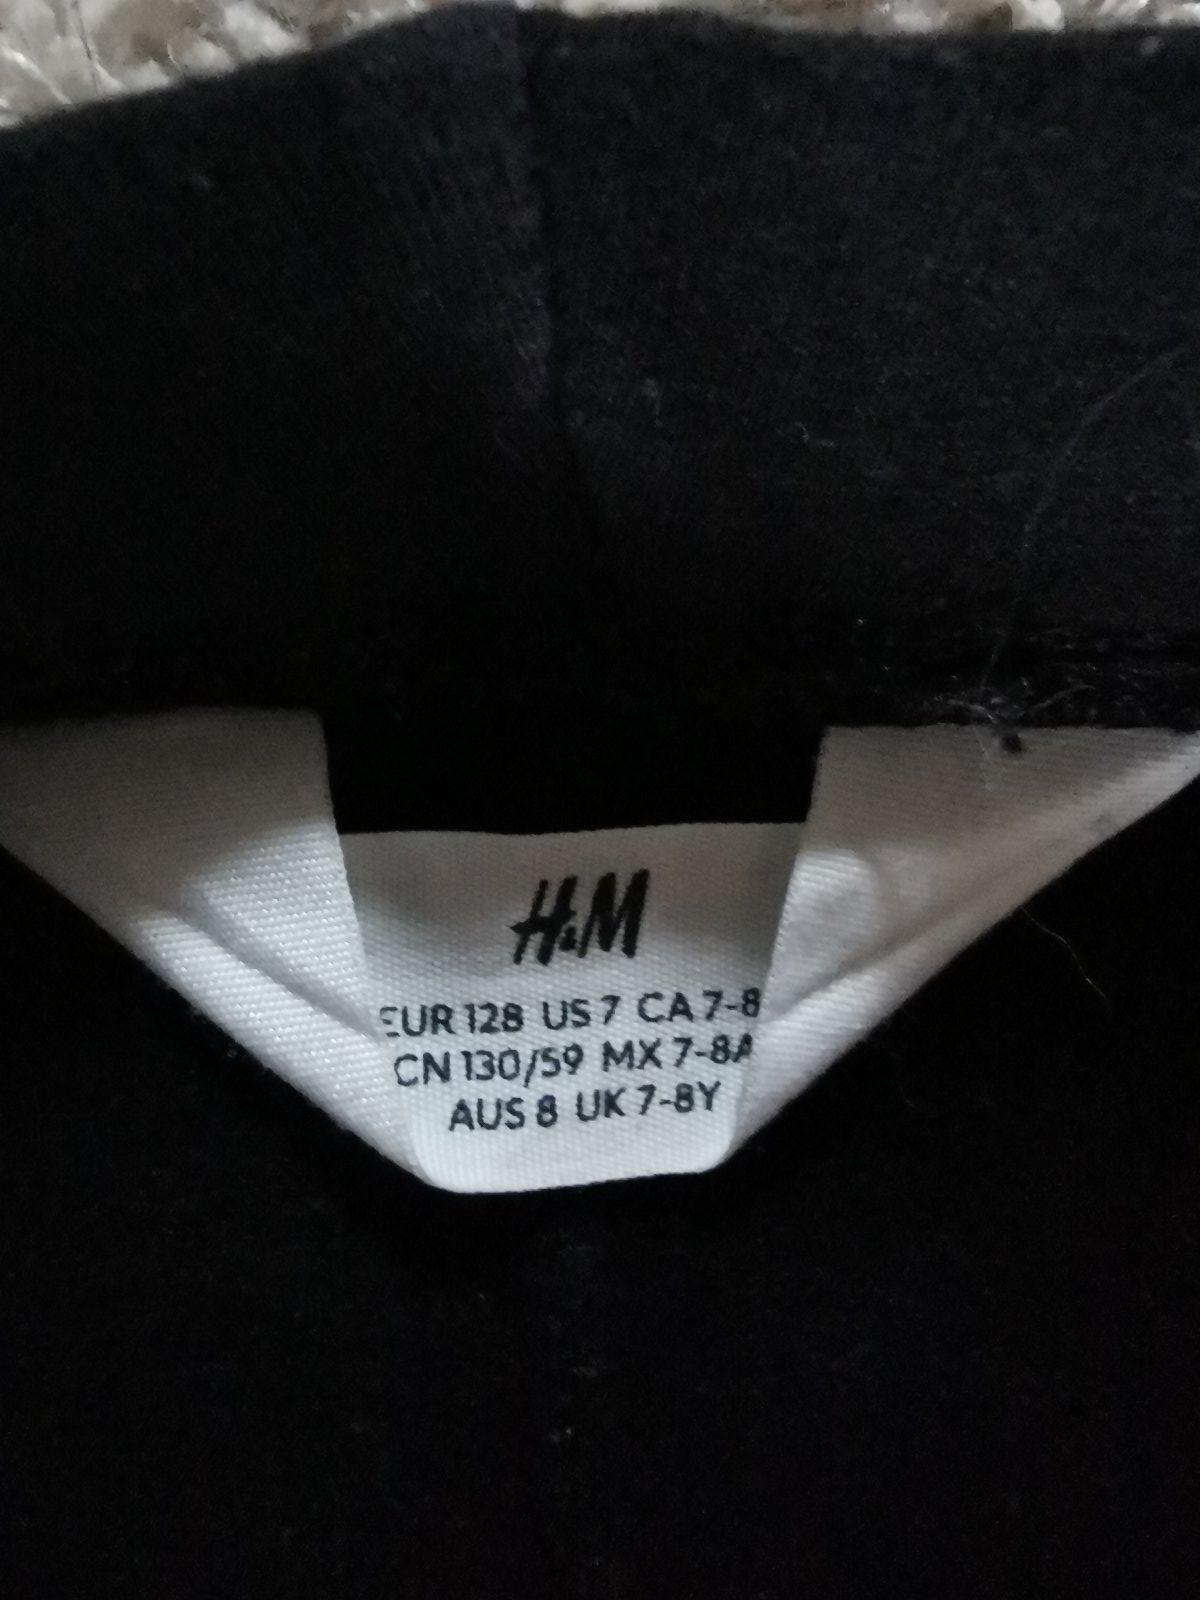 H&M
EUR 128 US 7 CA 7-8
CN 130/59 MX 7-8A
AUS 8 UK 7-8Y